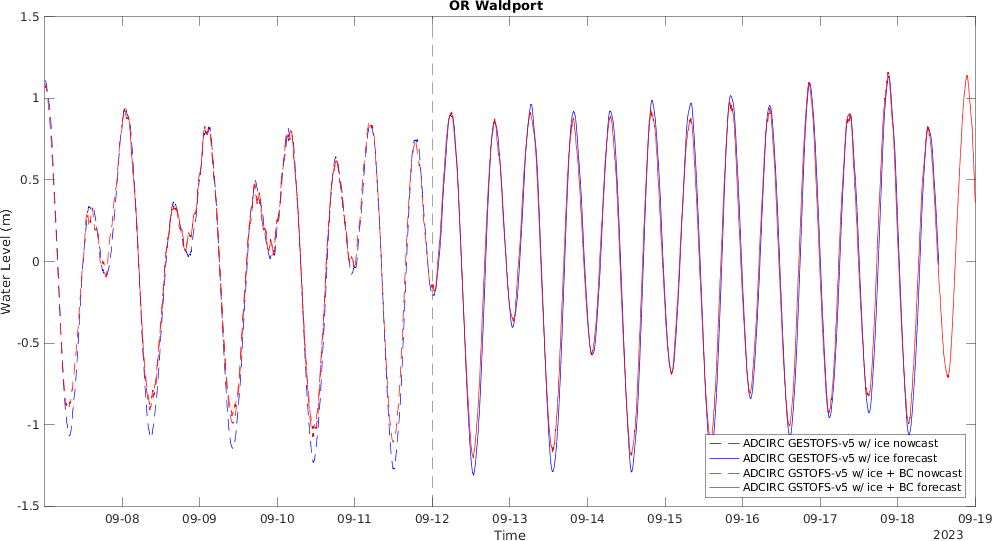 OR Waldport
1.5
1
0.5
0
-0.5
-1
-1.5
Water Level (m)
09-08
09-09
09-10
09-11
09-12
09-13
09-14
09-15
09-16
09-17
09-18
09-19
Time
2023
ADCIRC GESTOFS-v5 w/ ice nowcast
ADCIRC GESTOFS-v5 w/ ice forecast
ADCIRC GSTOFS-v5 w/ ice + BC nowcast
ADCIRC GSTOFS-v5 w/ ice + BC forecast